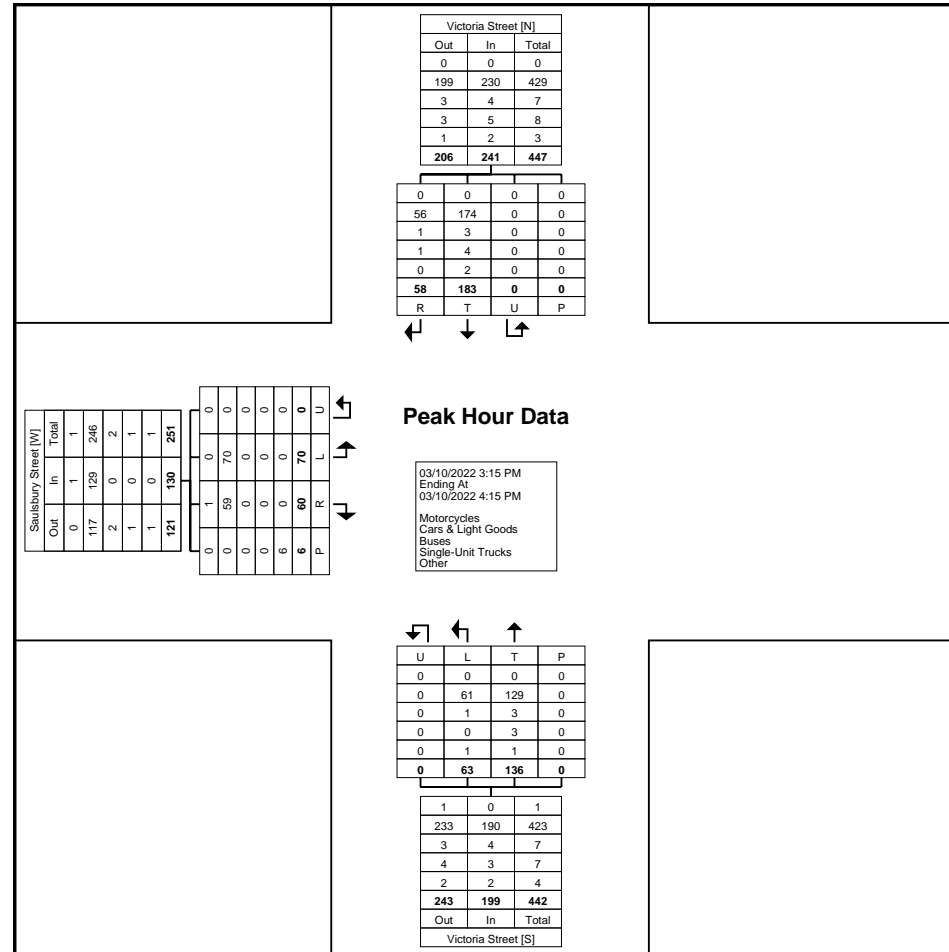 Victoria Street [N]
Out In Total
0 0 0
199 230 429
3 4 7
3 5 8
1 2 3
206 241 447
0 0 0 0
56 174 0 0
1 3 0 0
1 4 0 0
0 2 0 0
58 183 0 0
R T U P
Saulsbury Street [W]
Out In Total
0 1 1
117 129 246
2 0 2
1 0 1
1 0 1
121 130 251
0 0 1 0
0 70 59 0
0 0 0 0
0 0 0 0
0 0 0 6
0 70 60 6
U L R P
Peak Hour Data
03/10/2022 3:15 PM
Ending At
03/10/2022 4:15 PM
Motorcycles
Cars & Light Goods
Buses
Single-Unit Trucks
Other
U L T P
0 0 0 0
0 61 129 0
0 1 3 0
0 0 3 0
0 1 1 0
0 63 136 0
1 0 1
233 190 423
3 4 7
4 3 7
2 2 4
243 199 442
Out In Total
Victoria Street [S]